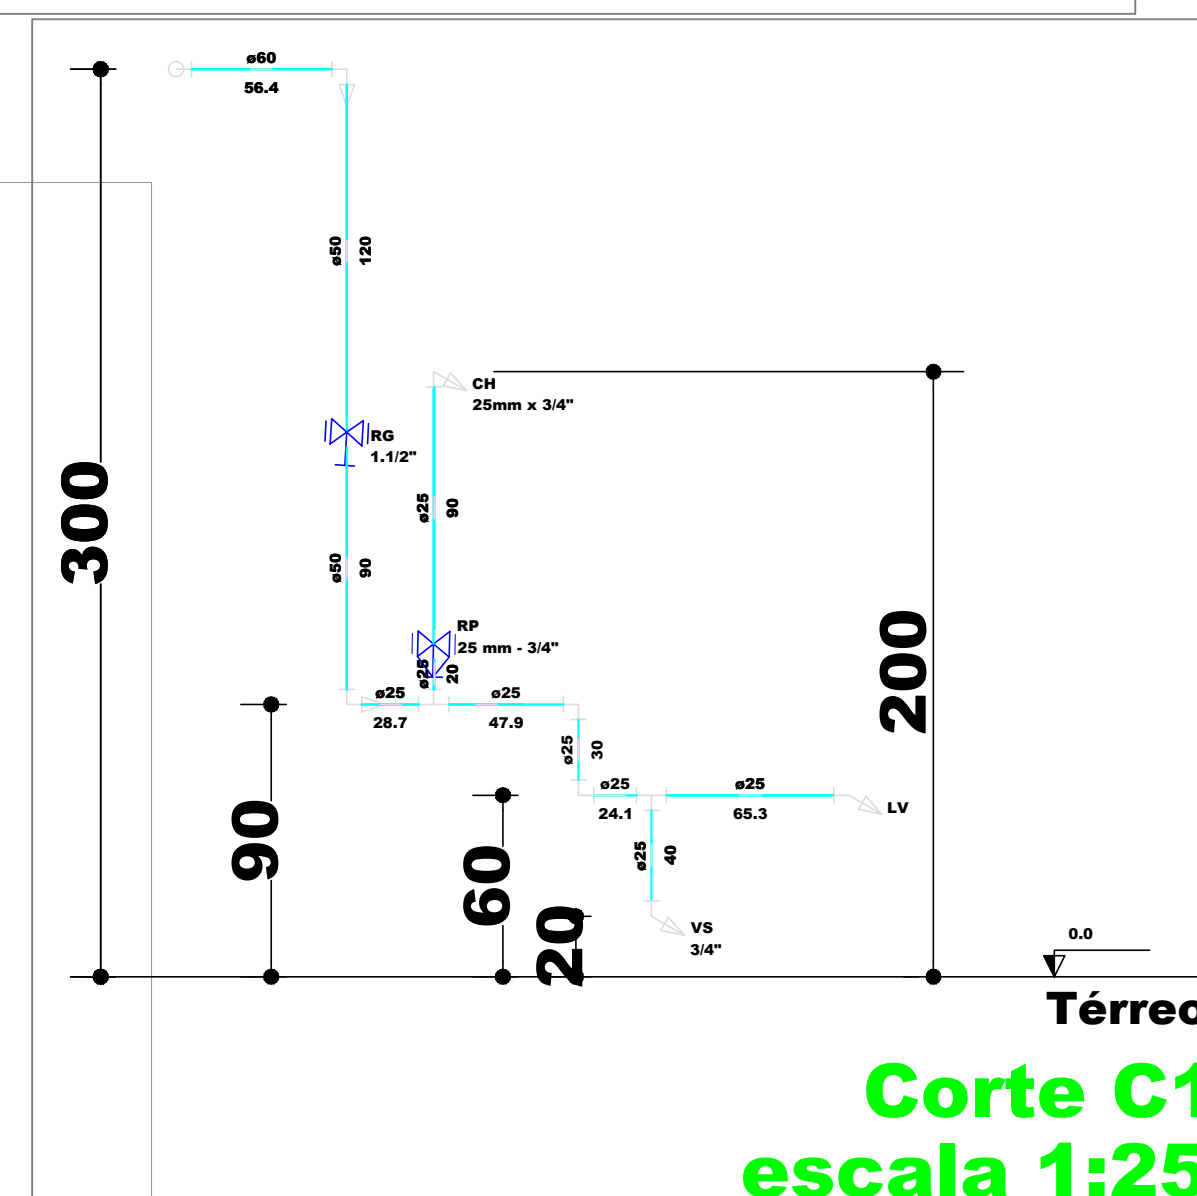 ø60
56.4
ø50
120
CH
25mm x 3/4"
RG
1.1/2"
ø25
90
300
ø50
90
RP
25 mm - 3/4"
ø25
20
200
ø25
28.7
ø25
47.9
ø25
30
ø25
24.1
ø25
65.3
LV
90
60
ø25
40
20
VS
3/4"
0.0
Térreo
Corte C1
escala 1:25